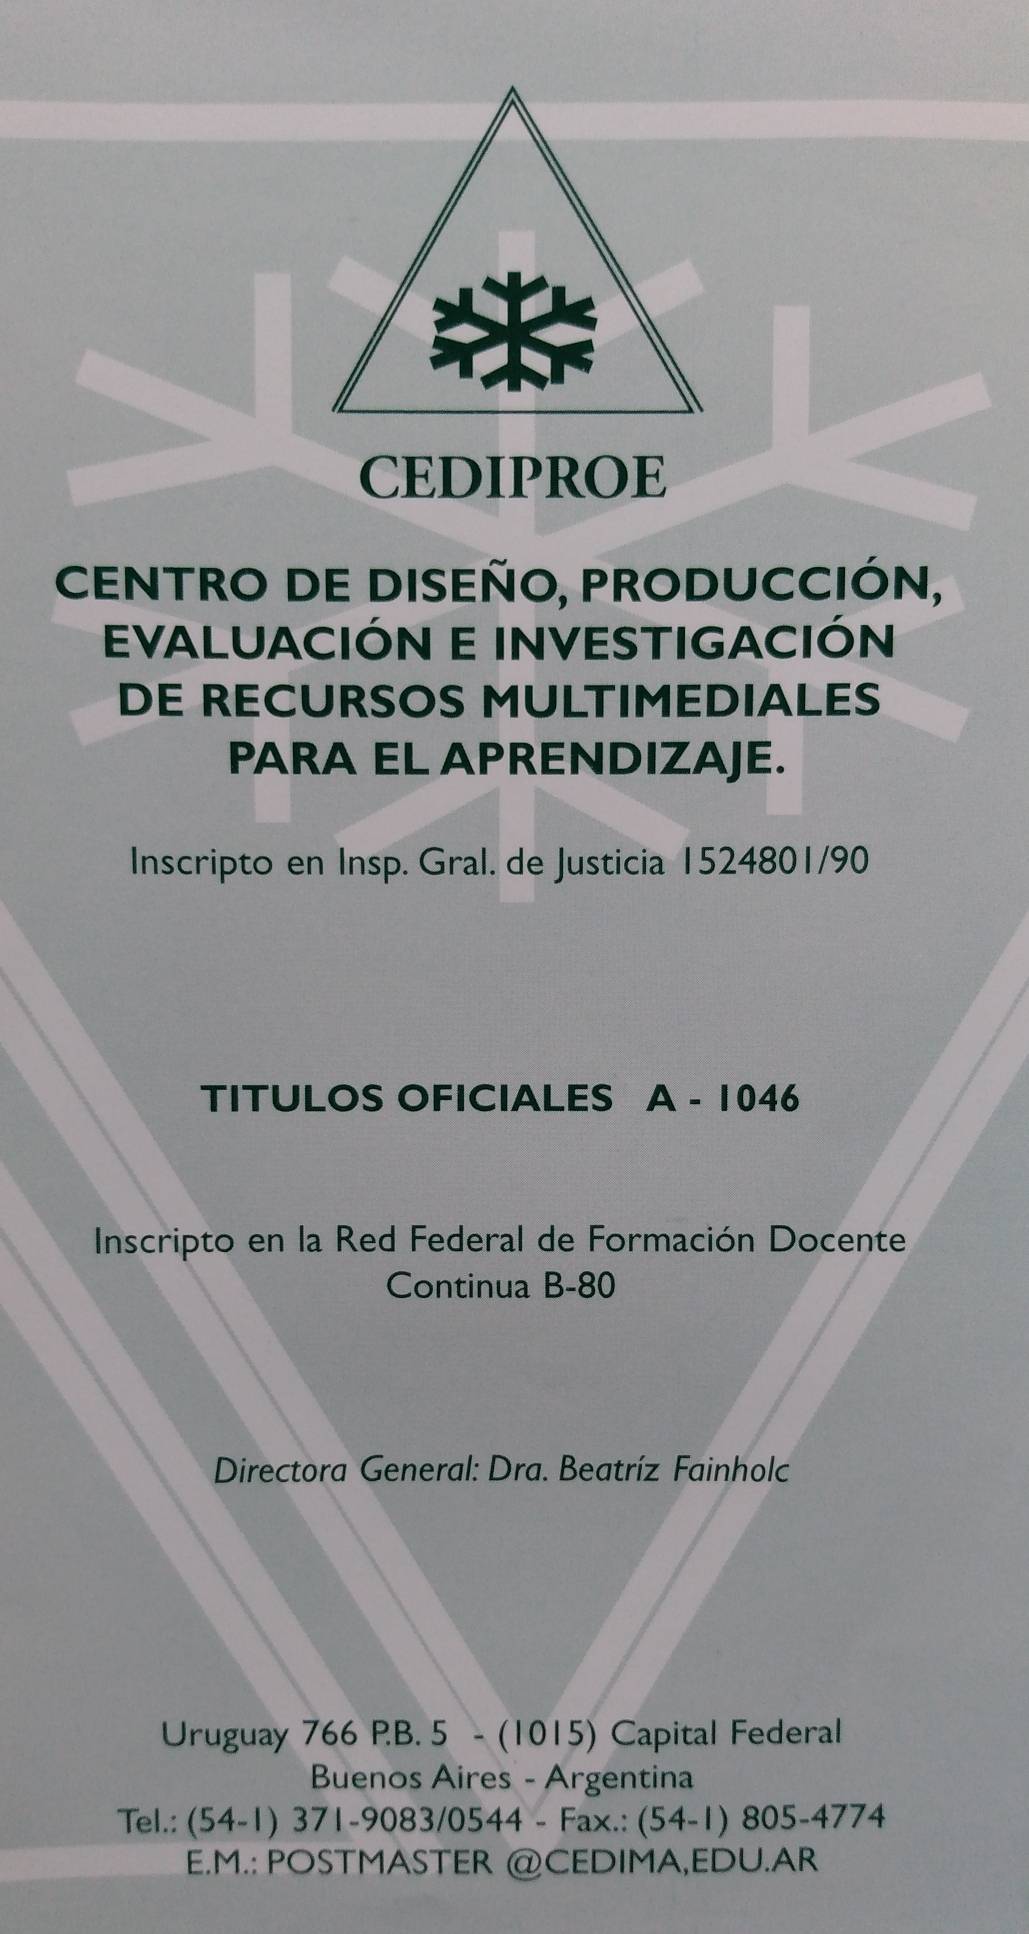 CEDIPROE
CENTRO DE DISEÑO, PRODUCCIÓN,
EVALUACIÓN E INVESTIGACIÓN
DE RECURSOS MULTIMEDIALES
PARA EL APRENDIZAJE.
Inscripto en Insp. Gral. de Justicia 1524801/90
TITULOS OFICIALES A - 1046
Inscripto en la Red Federal de Formación Docente
Continua B-80
Directora General: Dra. Beatríz Fainholc
Uruguay 766 P.B. 5 - (1015) Capital Federal
Buenos Aires - Argentina
Tel.: (54-1) 371-9083/0544 - Fax.: (54-1) 805-4774
E.M.: POSTMASTER @CEDIMA,EDU.AR